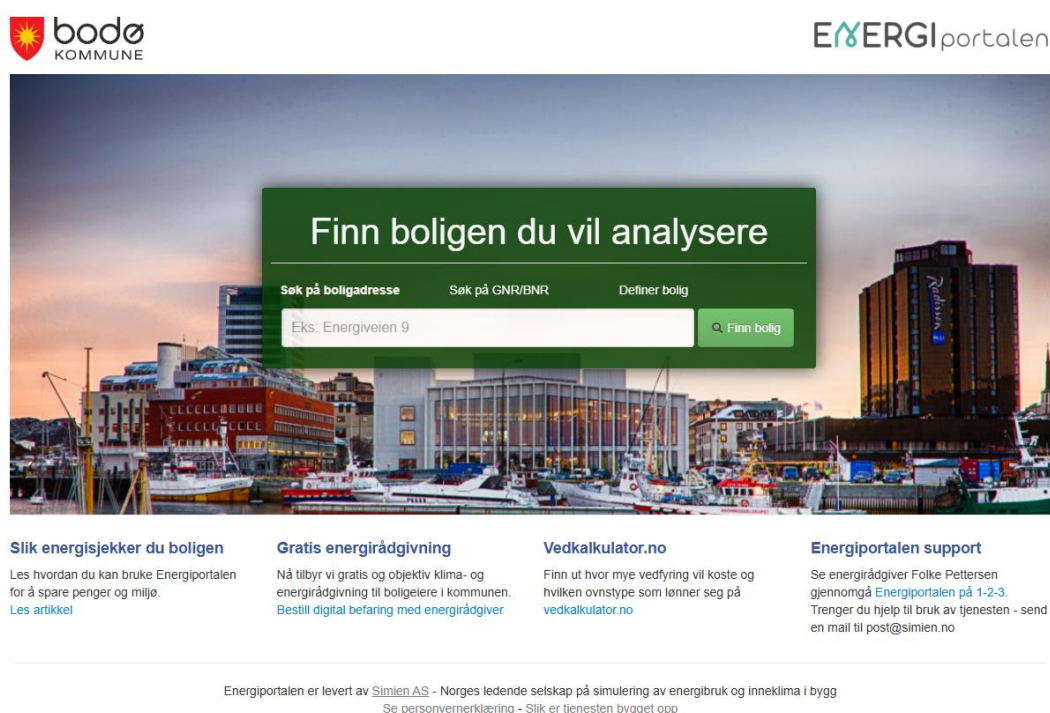 bodø
KOMMUNE
ENERGIportalen
Finn boligen du vil analysere
Søk på boligadresse
Søk på GNR/BNR
Definer bolig
Eks: Energiveien 9
Finn bolig
Radisson
Slik energisjekker du boligen
Les hvordan du kan bruke Energiportalen
for å spare penger og miljø.
Les artikkel
Gratis energirådgivning
Nå tilbyr vi gratis og objektiv klima- og
energirådgivning til boligeiere i kommunen.
Bestill digital befaring med energirådgiver
Vedkalkulator.no
Finn ut hvor mye vedfyring vil koste og
hvilken ovnstype som lønner seg på
vedkalkulator.no
Energiportalen support
Se energirådgiver Folke Pettersen
gjennomgå Energiportalen på 1-2-3.
Trenger du hjelp til bruk av tjenesten - send
en mail til post@simien.no
Energiportalen er levert av Simien AS - Norges ledende selskap på simulering av energibruk og inneklima i bygg
Se personvernerklæring - Slik er tjenesten bygget opp